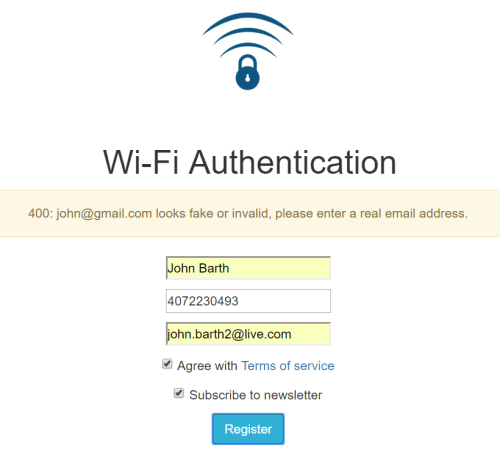 Wi-Fi Authentication
400: john@gmail.com looks fake or invalid, please enter a real email address.
John Barth
4072230493
john.barth2@live.com
Agree with Terms of service
Subscribe to newsletter
Register